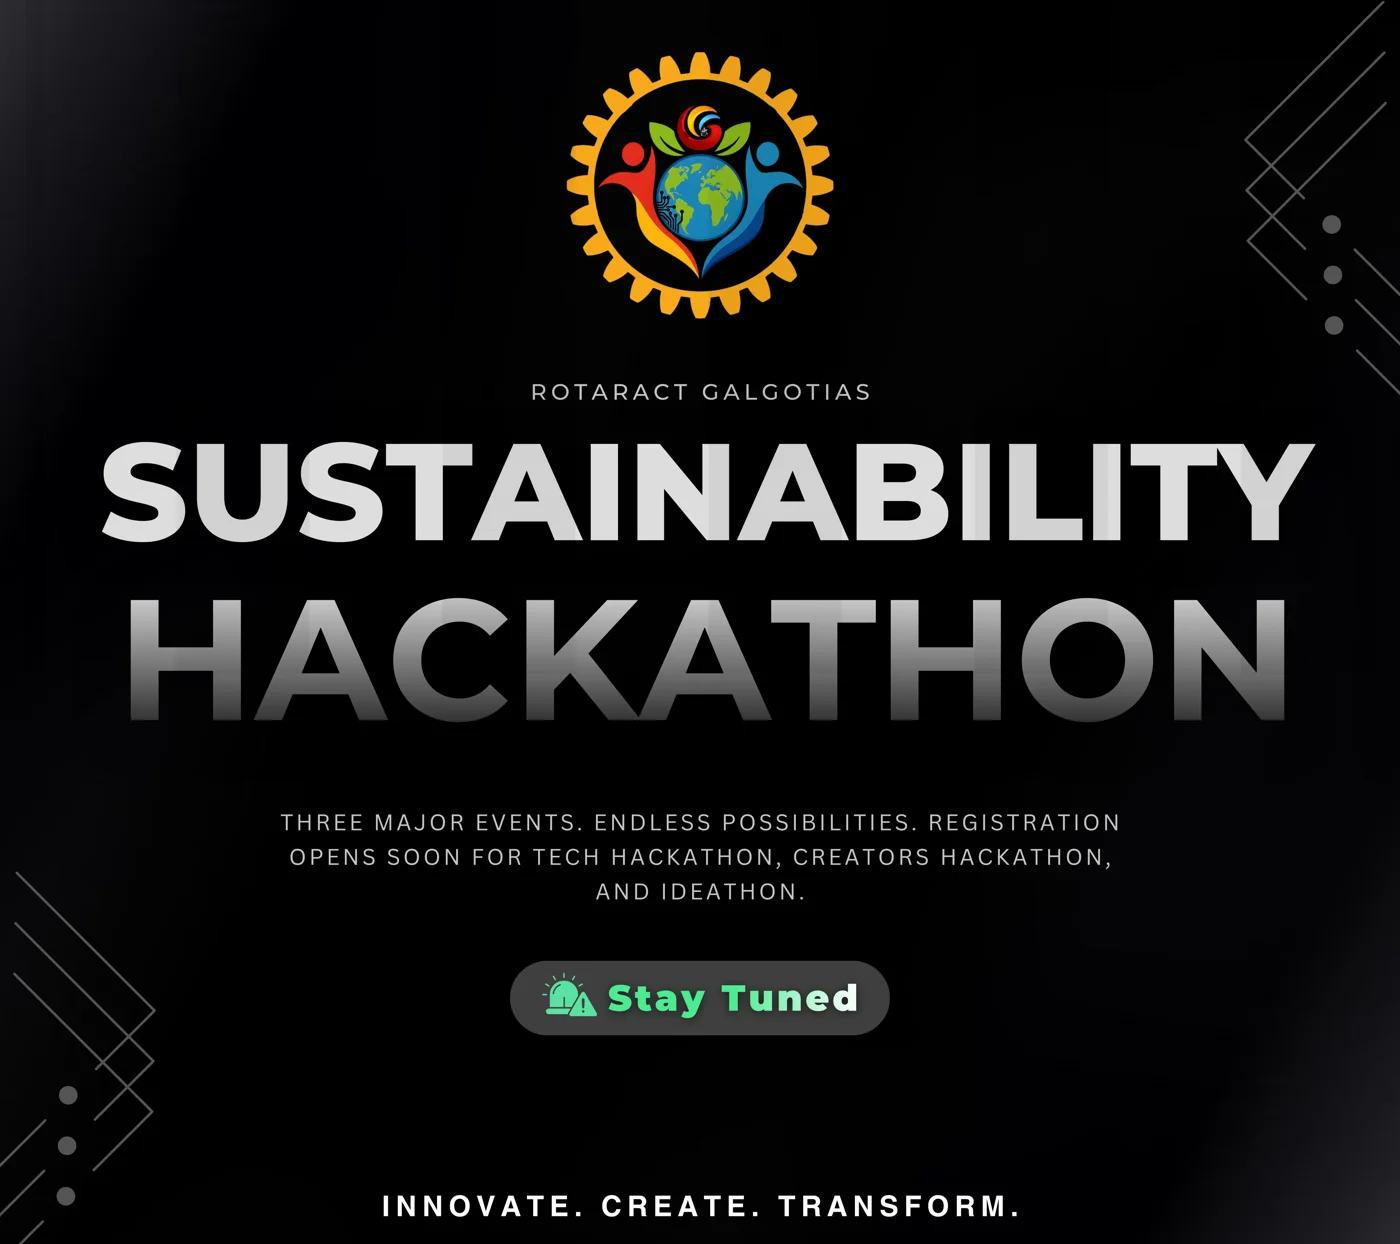 ROTARACT GALGOTIAS
SUSTAINABILITY
HACKATHON
THREE MAJOR EVENTS. ENDLESS POSSIBILITIES. REGISTRATION
OPENS SOON FOR TECH HACKATHON, CREATORS HACKATHON,
AND IDEATHON.
Stay Tuned
INNOVATE. CREATE. TRANSFORM.